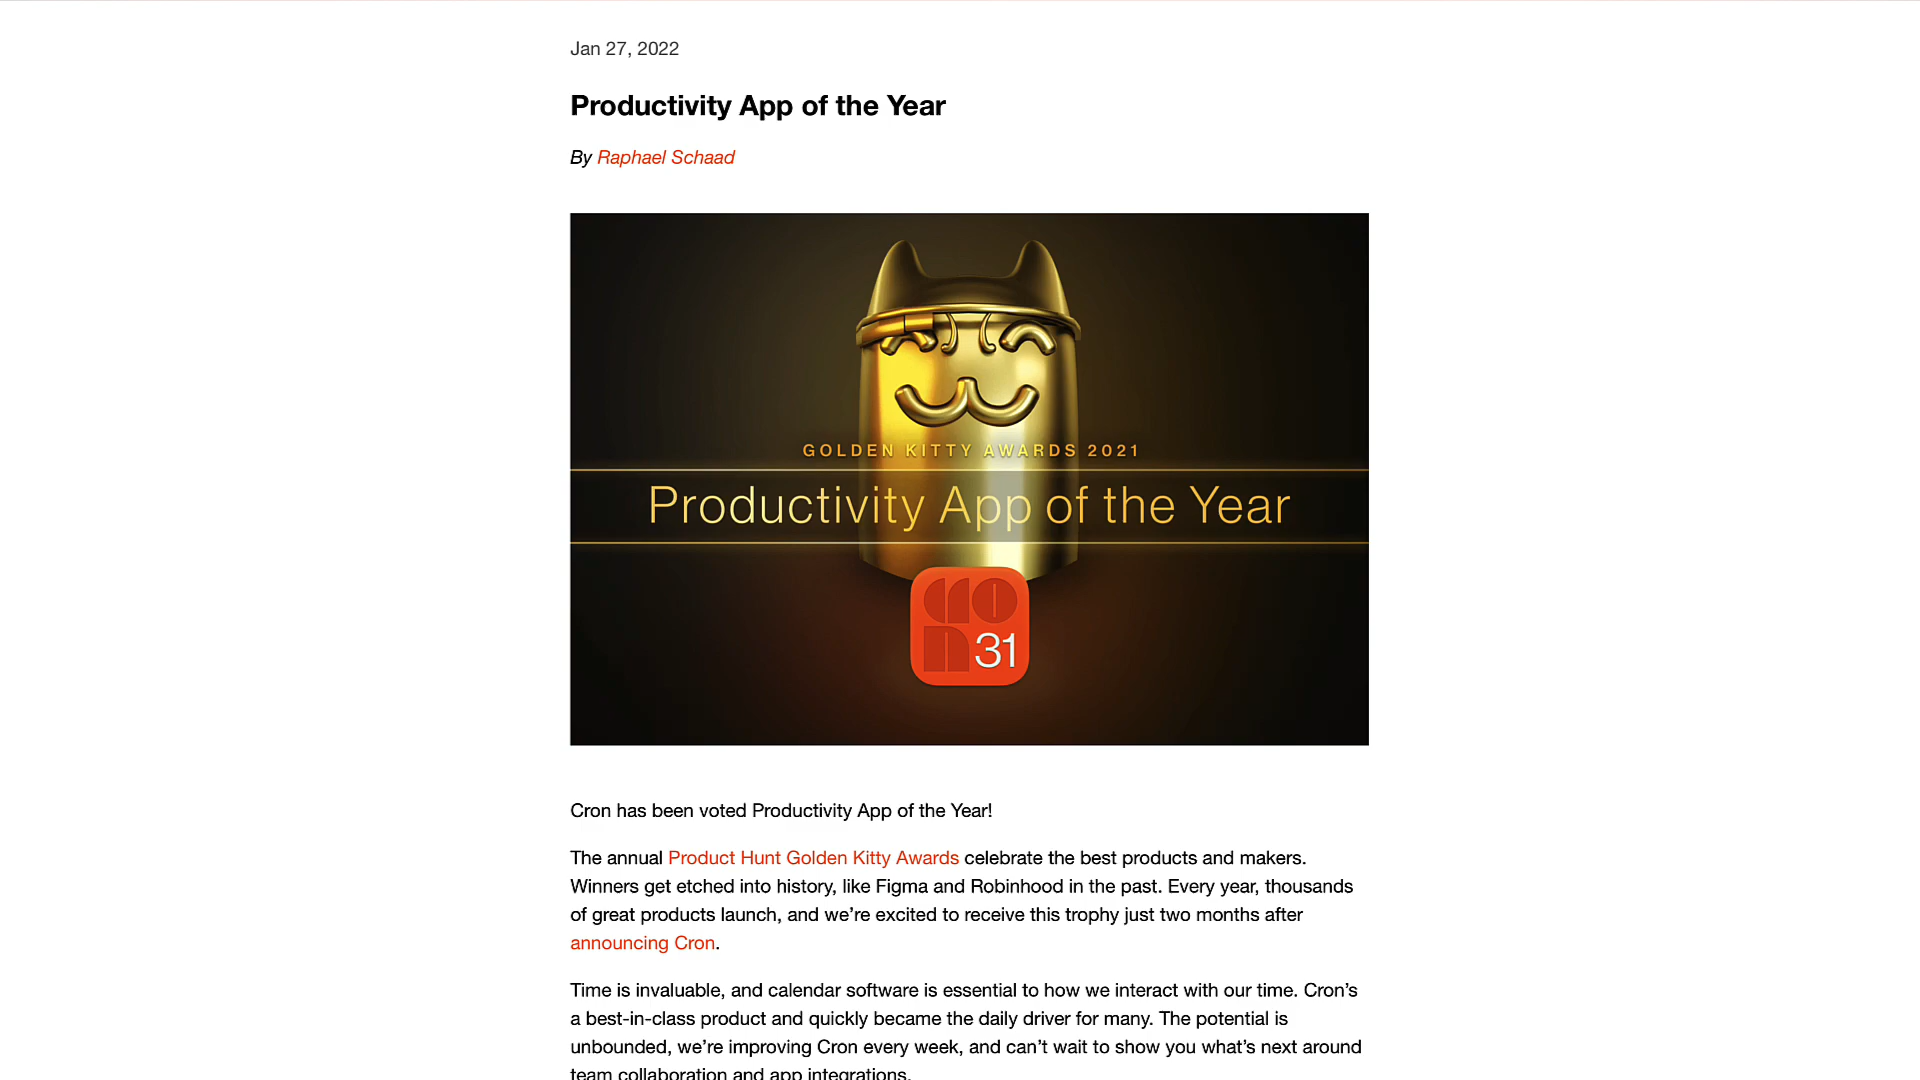 Jan 27, 2022
Productivity App of the Year
By Raphael Schaad
GOLDEN KITTY AWARDS 2021
Productivity App of the Year
cron
31
Cron has been voted Productivity App of the Year!
The annual Product Hunt Golden Kitty Awards celebrate the best products and makers.
Winners get etched into history, like Figma and Robinhood in the past. Every year, thousands
of great products launch, and we’re excited to receive this trophy just two months after
announcing Cron.
Time is invaluable, and calendar software is essential to how we interact with our time. Cron’s
a best-in-class product and quickly became the daily driver for many. The potential is
unbounded, we’re improving Cron every week, and can’t wait to show you what’s next around
team collaboration and app integrations.